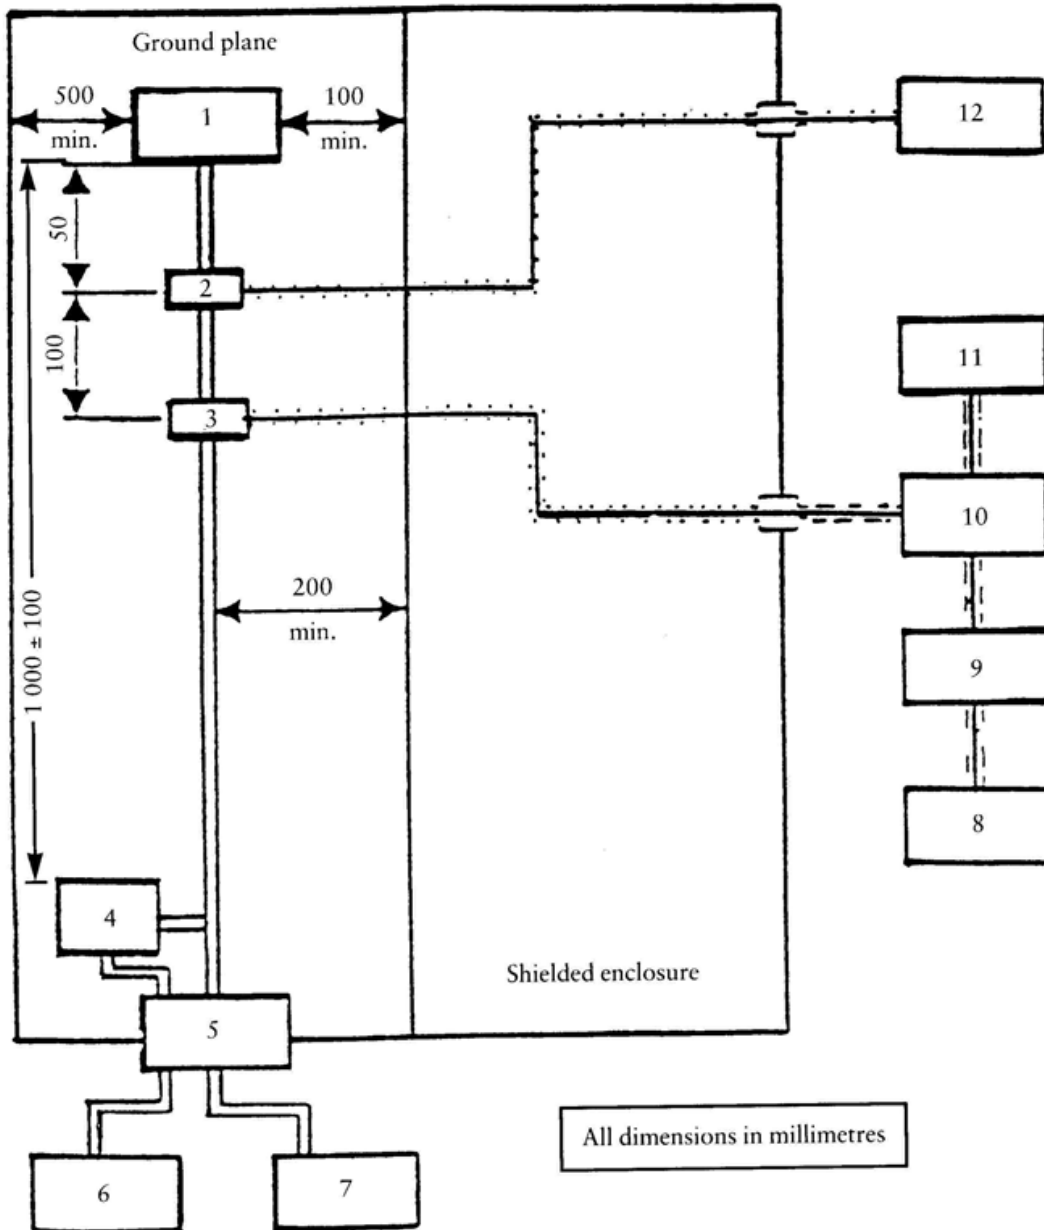 Ground plane
500
min.
1
100
min.
12
50
2
100
11
3
10
200
min.
1 000 ± 100
9
8
4
Shielded enclosure
5
All dimensions in millimetres
6
7